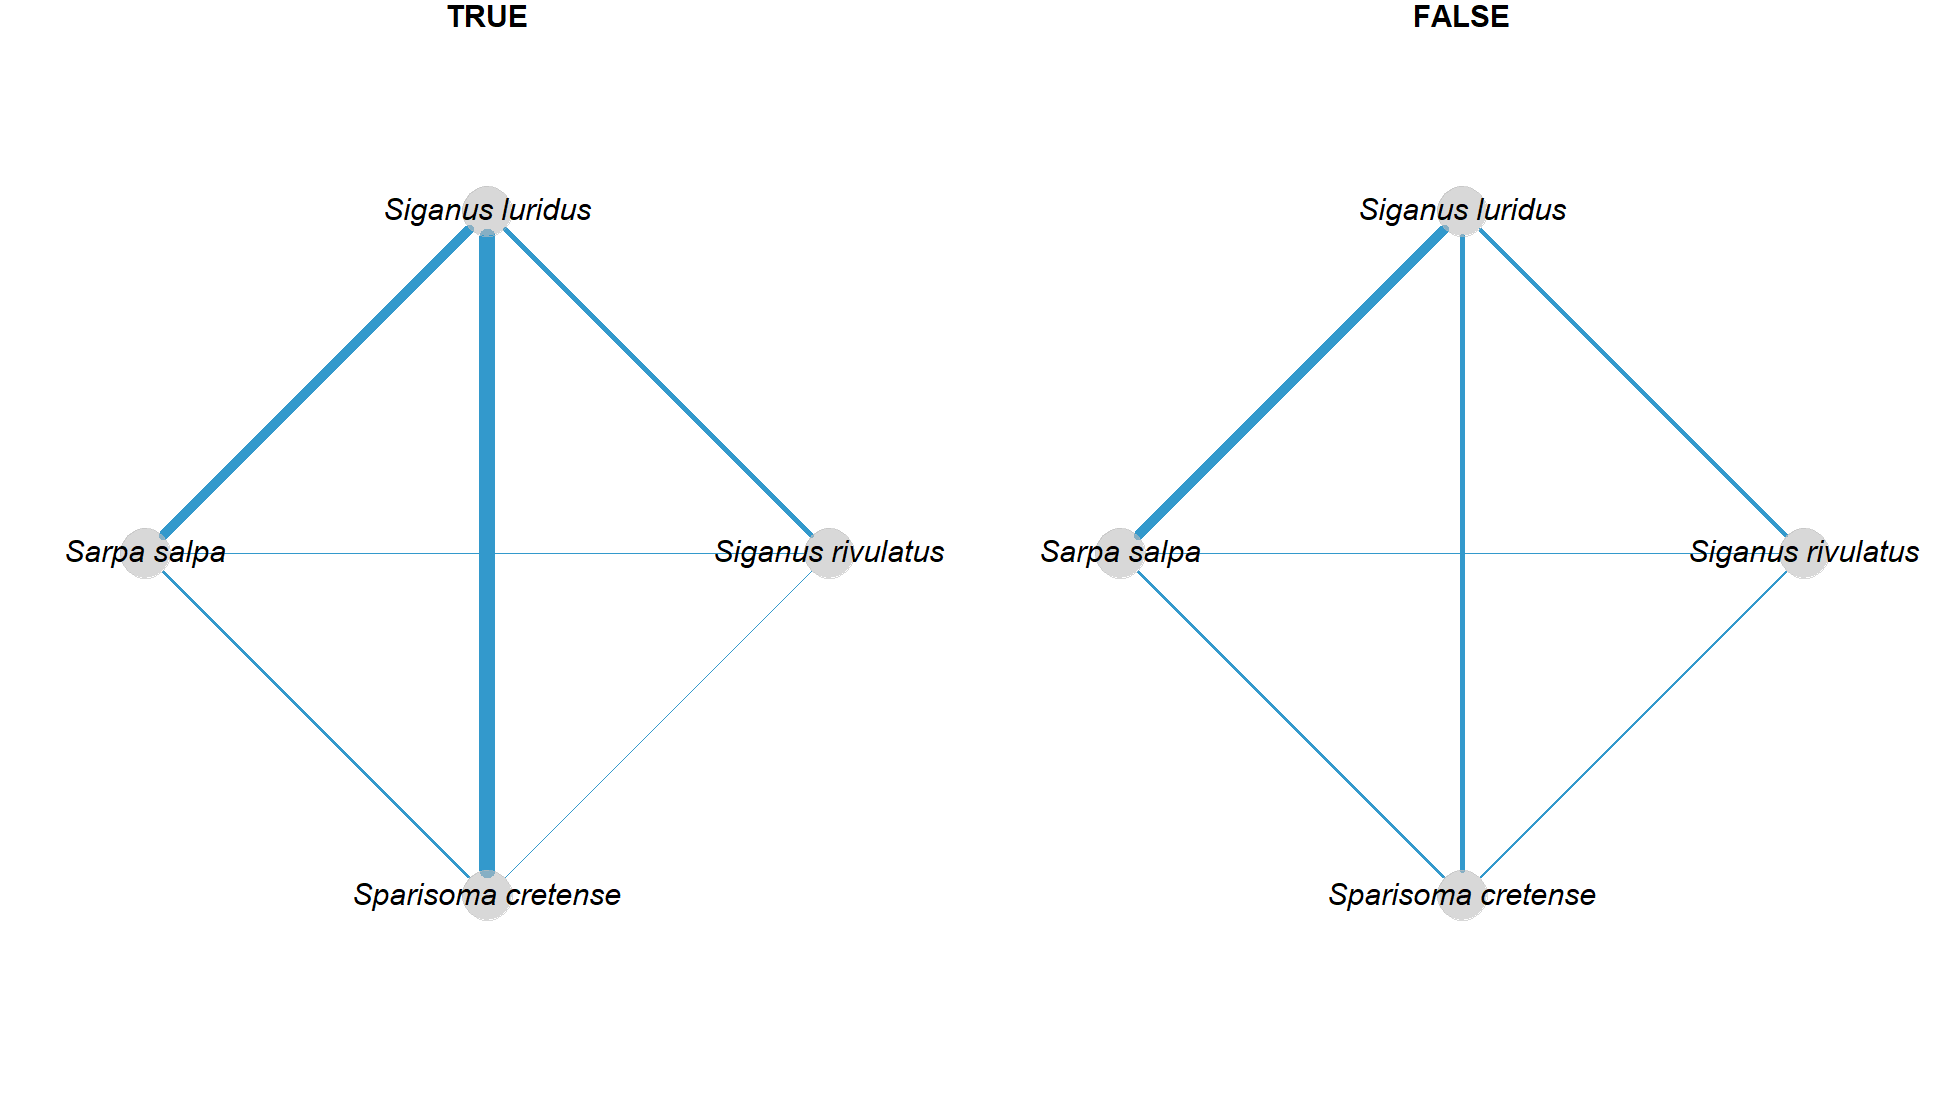 TRUE
FALSE
Siganus luridus
Siganus luridus
Sarpa salpa
Siganus rivulatus
Sarpa salpa
Siganus rivulatus
Sparisoma cretense
Sparisoma cretense